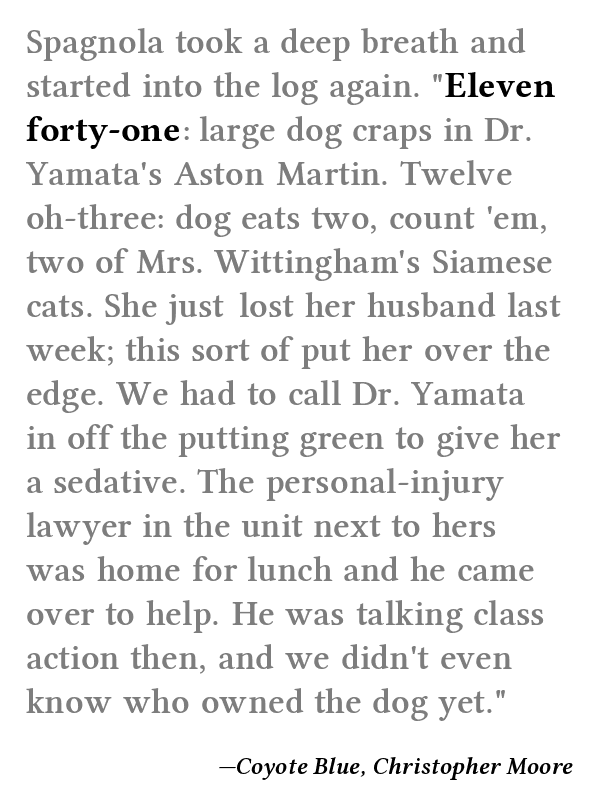 Spagnola took a deep breath and
started into the log again. "Eleven
forty-one: large dog craps in Dr.
Yamata's Aston Martin. Twelve
oh-three: dog eats two, count 'em,
two of Mrs. Wittingham's Siamese
cats. She just lost her husband last
week; this sort of put her over the
edge. We had to call Dr. Yamata
in off the putting green to give her
a sedative. The personal-injury
lawyer in the unit next to hers
was home for lunch and he came
over to help. He was talking class
action then, and we didn't even
know who owned the dog yet."
—Coyote Blue, Christopher Moore